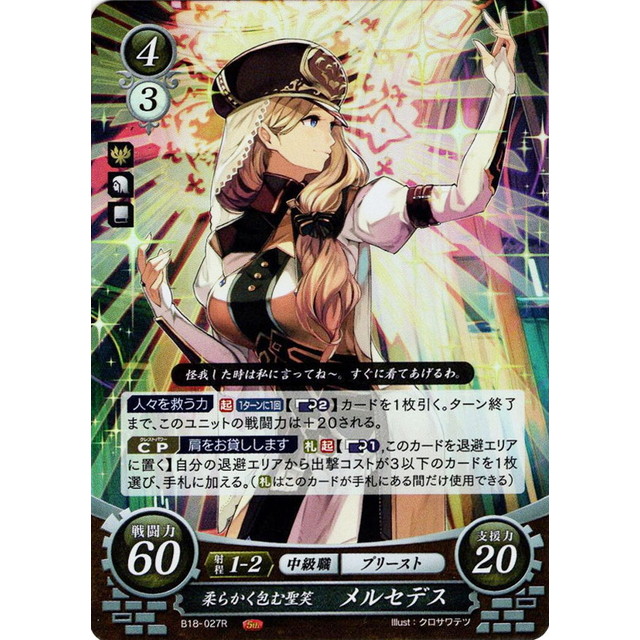 4
3
怪我した時は私に言ってね～。すぐに看てあげるわ。
人々を救う力 起 1ターンに1回【2】カードを1枚引く。ターン終了
まで、このユニットの戦闘力は＋20される。
クレストパワー
CP 肩をお貸しします 札 起【1,このカードを退避エリア
に置く】自分の退避エリアから出撃コストが3以下のカードを1枚
選び、手札に加える。(札はこのカードが手札にある間だけ使用できる)
戦闘力 60 射程 1-2 中級職 プリースト 支援力 20
柔らかく包む聖笑 メルセデス
B18-027R 5th Illust：クロサワテツ